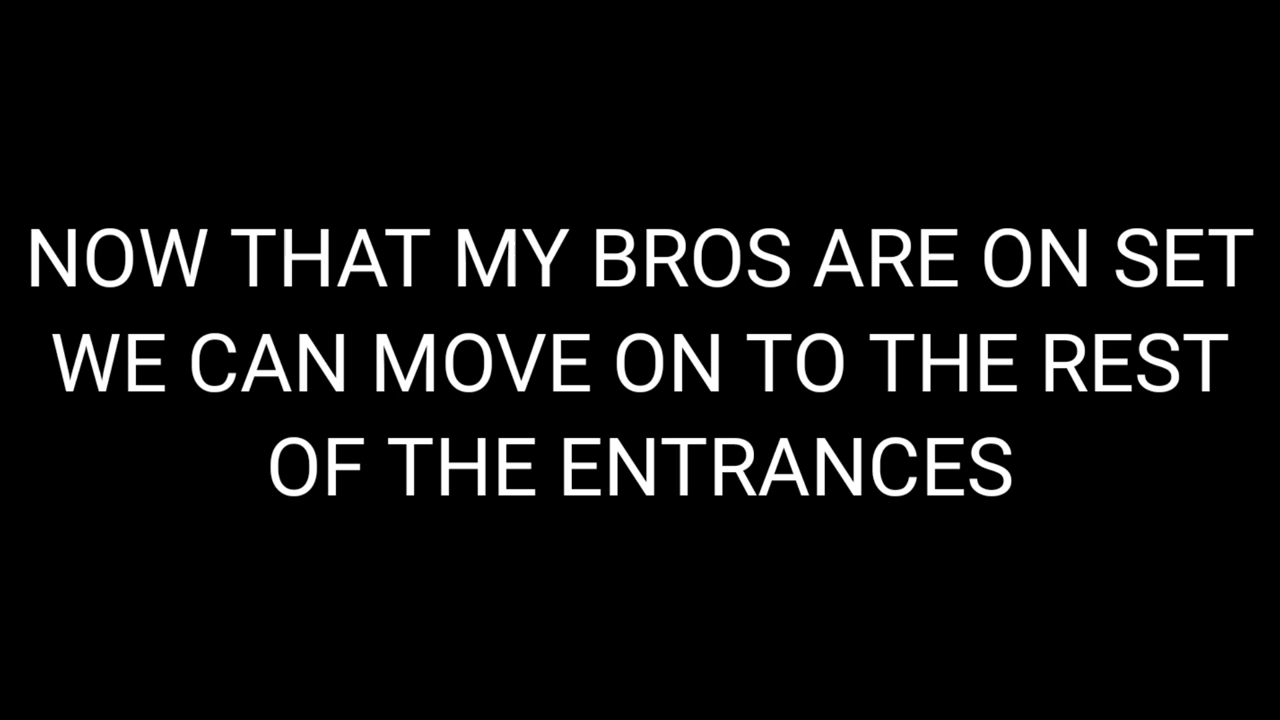 NOW THAT MY BROS ARE ON SET
WE CAN MOVE ON TO THE REST
OF THE ENTRANCES